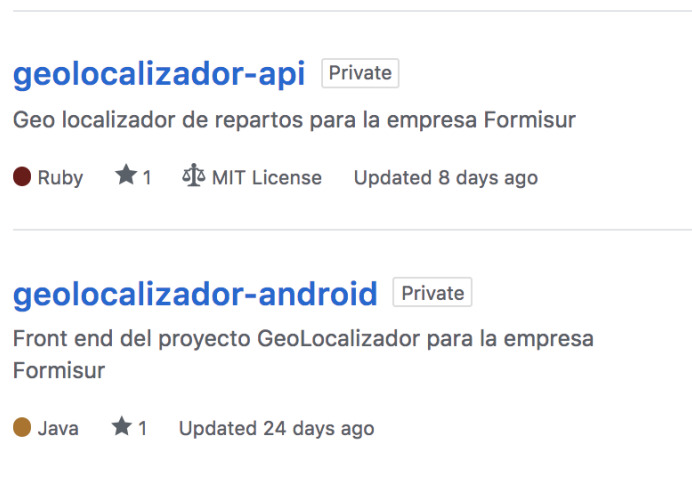 geolocalizador-api Private
Geo localizador de repartos para la empresa Formisur
Ruby 1 MIT License Updated 8 days ago
geolocalizador-android Private
Front end del proyecto GeoLocalizador para la empresa
Formisur
Java 1 Updated 24 days ago